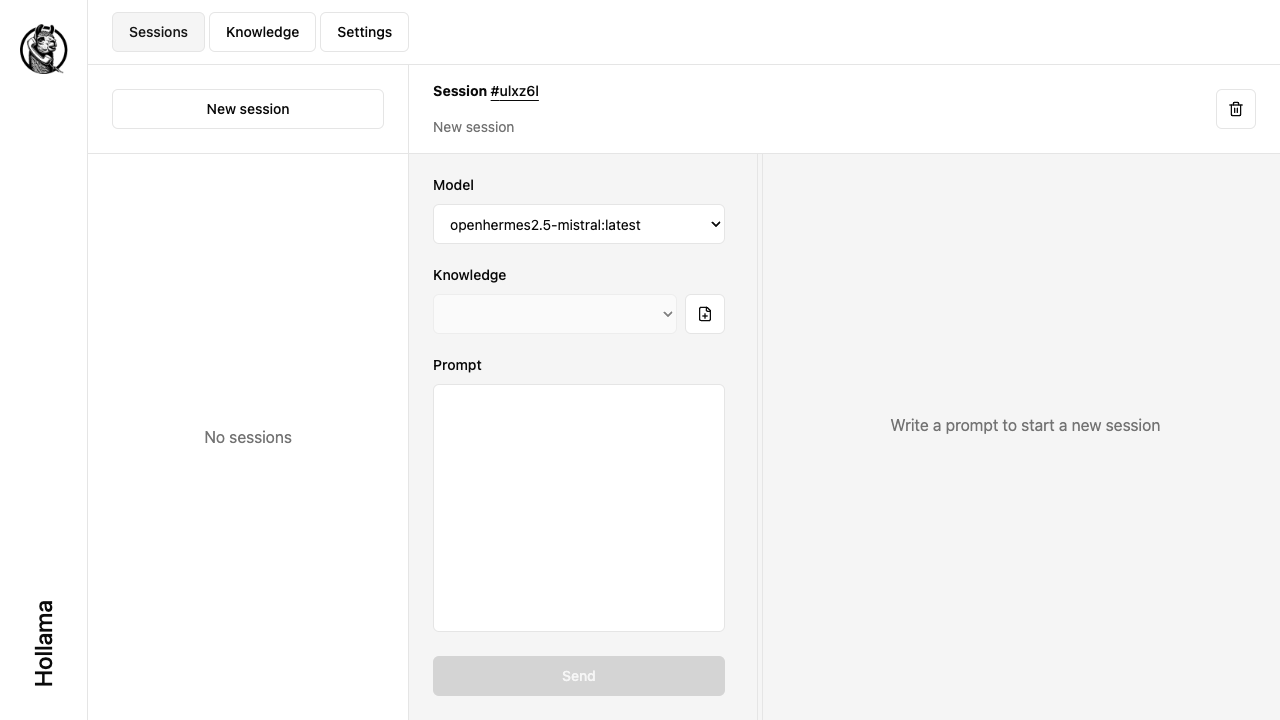 Sessions
Knowledge
Settings
New session
Session #ulxz6l
New session
Model
openhermes2.5-mistral:latest
Knowledge
Prompt
No sessions
Write a prompt to start a new session
Send
Hollama